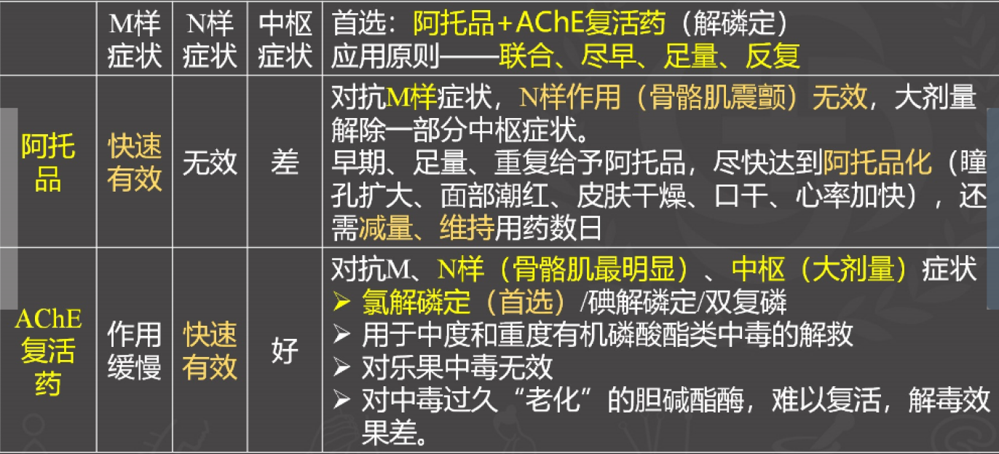 M样
症状
N样
症状
中枢
症状
首选：阿托品+AChE复活药（解磷定）
应用原则——联合、尽早、足量、反复
阿托
品
快速
有效
无效
差
对抗M样症状，N样作用（骨骼肌震颤）无效，大剂量
解除一部分中枢症状。
早期、足量、重复给予阿托品，尽快达到阿托品化（瞳
孔扩大、面部潮红、皮肤干燥、口干、心率加快），还
需减量、维持用药数日
AChE
复活
药
作用
缓慢
快速
有效
好
对抗M、N样（骨骼肌最明显）、中枢（大剂量）症状
➢ 氯解磷定（首选）/碘解磷定/双复磷
➢ 用于中度和重度有机磷酸酯类中毒的解救
➢ 对乐果中毒无效
➢ 对中毒过久“老化”的胆碱酯酶，难以复活，解毒效
果差。